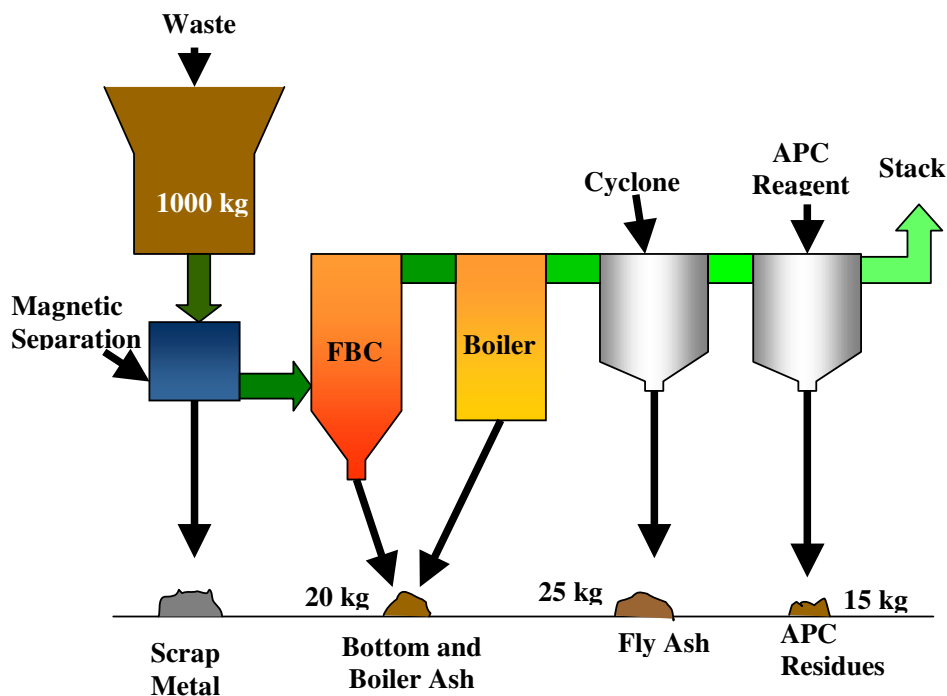 Waste
1000 kg
Cyclone
APC
Reagent
Stack
Magnetic
Separation
FBC
Boiler
20 kg
25 kg
15 kg
Scrap
Metal
Bottom and
Boiler Ash
Fly Ash
APC
Residues